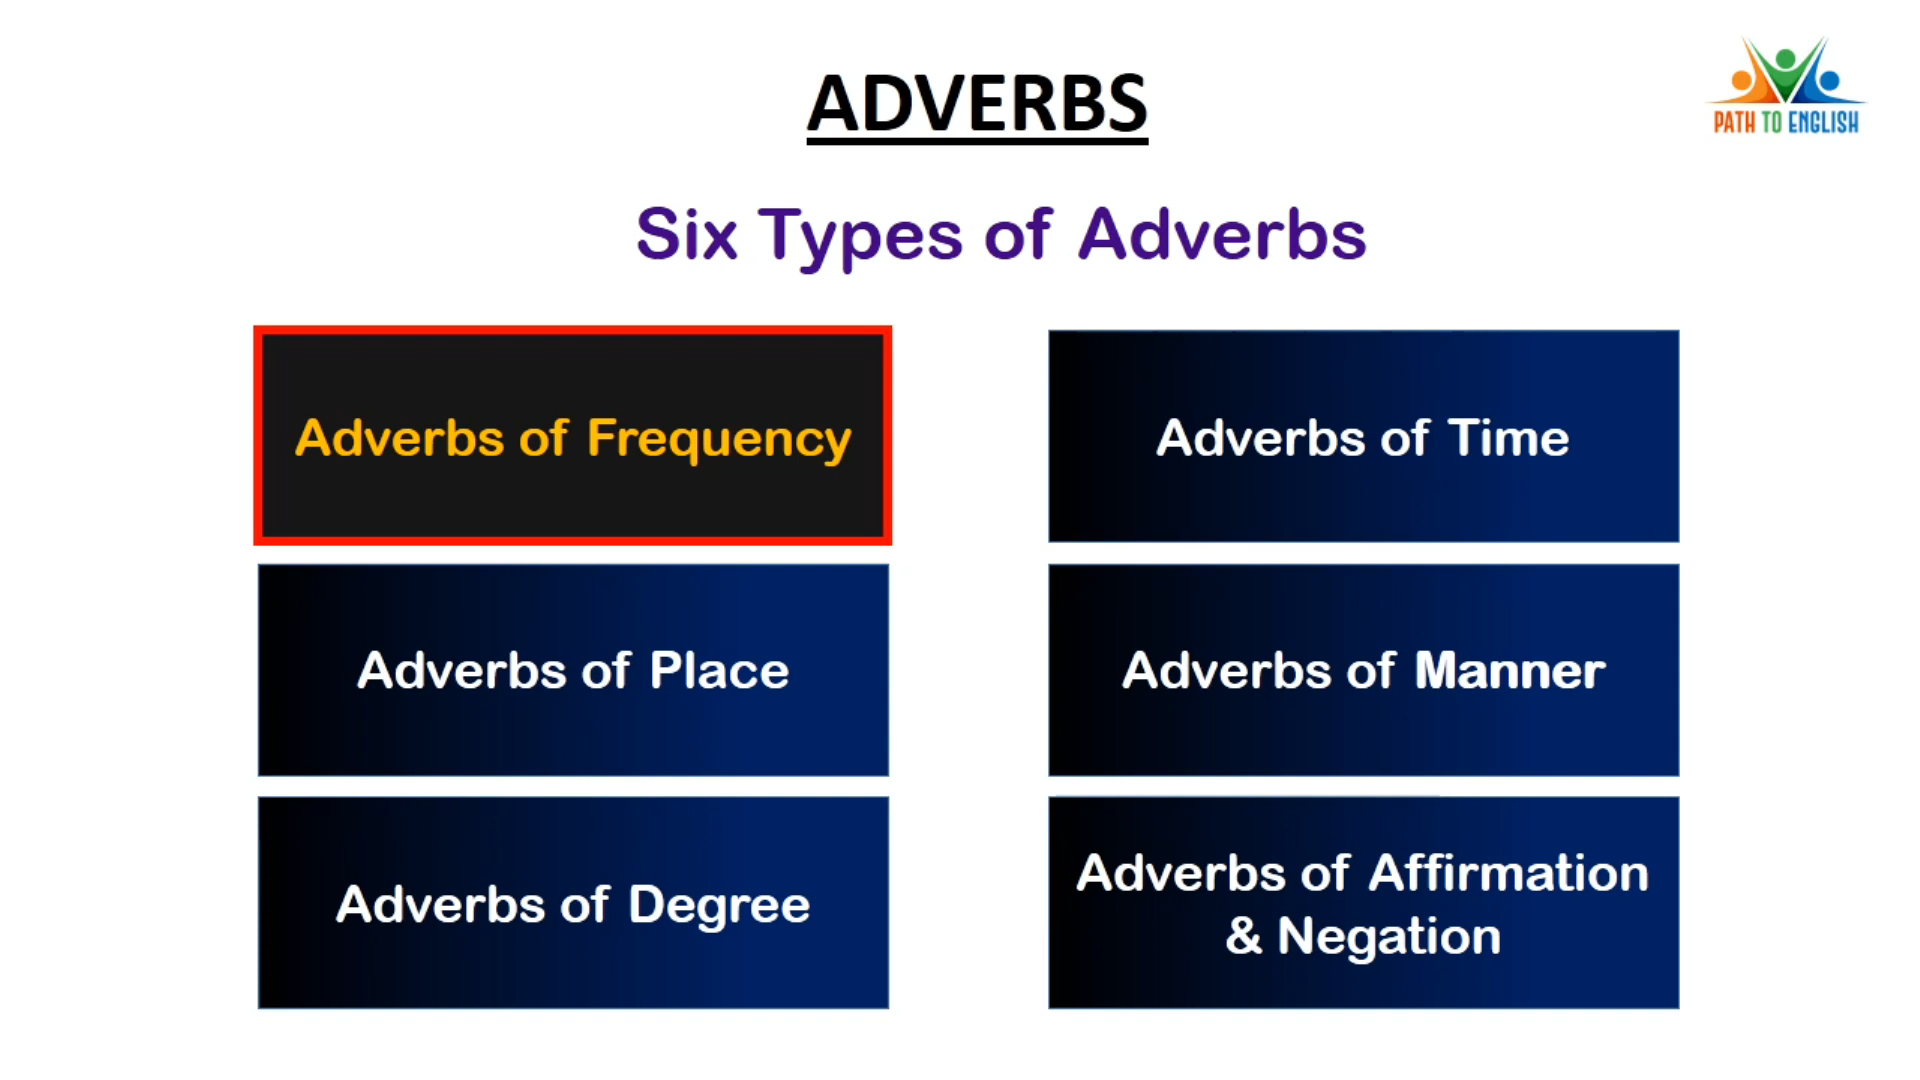 ADVERBS
PATH TO ENGLISH
Six Types of Adverbs
Adverbs of Frequency
Adverbs of Time
Adverbs of Place
Adverbs of Manner
Adverbs of Degree
Adverbs of Affirmation
& Negation